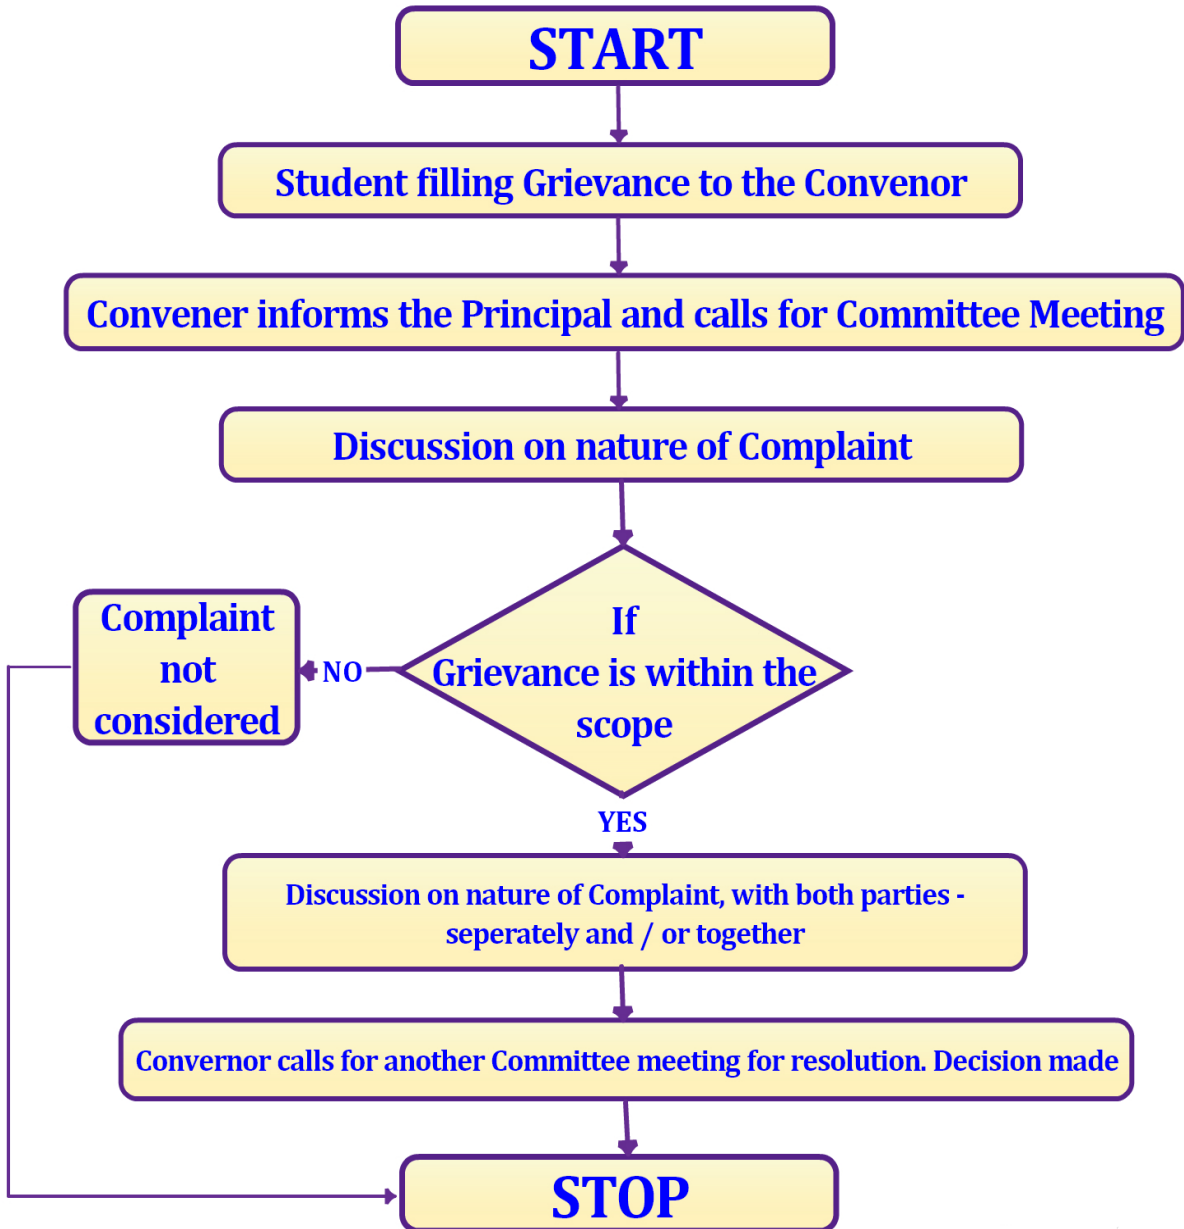 START
Student filling Grievance to the Convenor
Convener informs the Principal and calls for Committee Meeting
Discussion on nature of Complaint
If
Grievance is within the
scope
NO
Complaint
not
considered
YES
Discussion on nature of Complaint, with both parties -
seperately and / or together
Convernor calls for another Committee meeting for resolution. Decision made
STOP